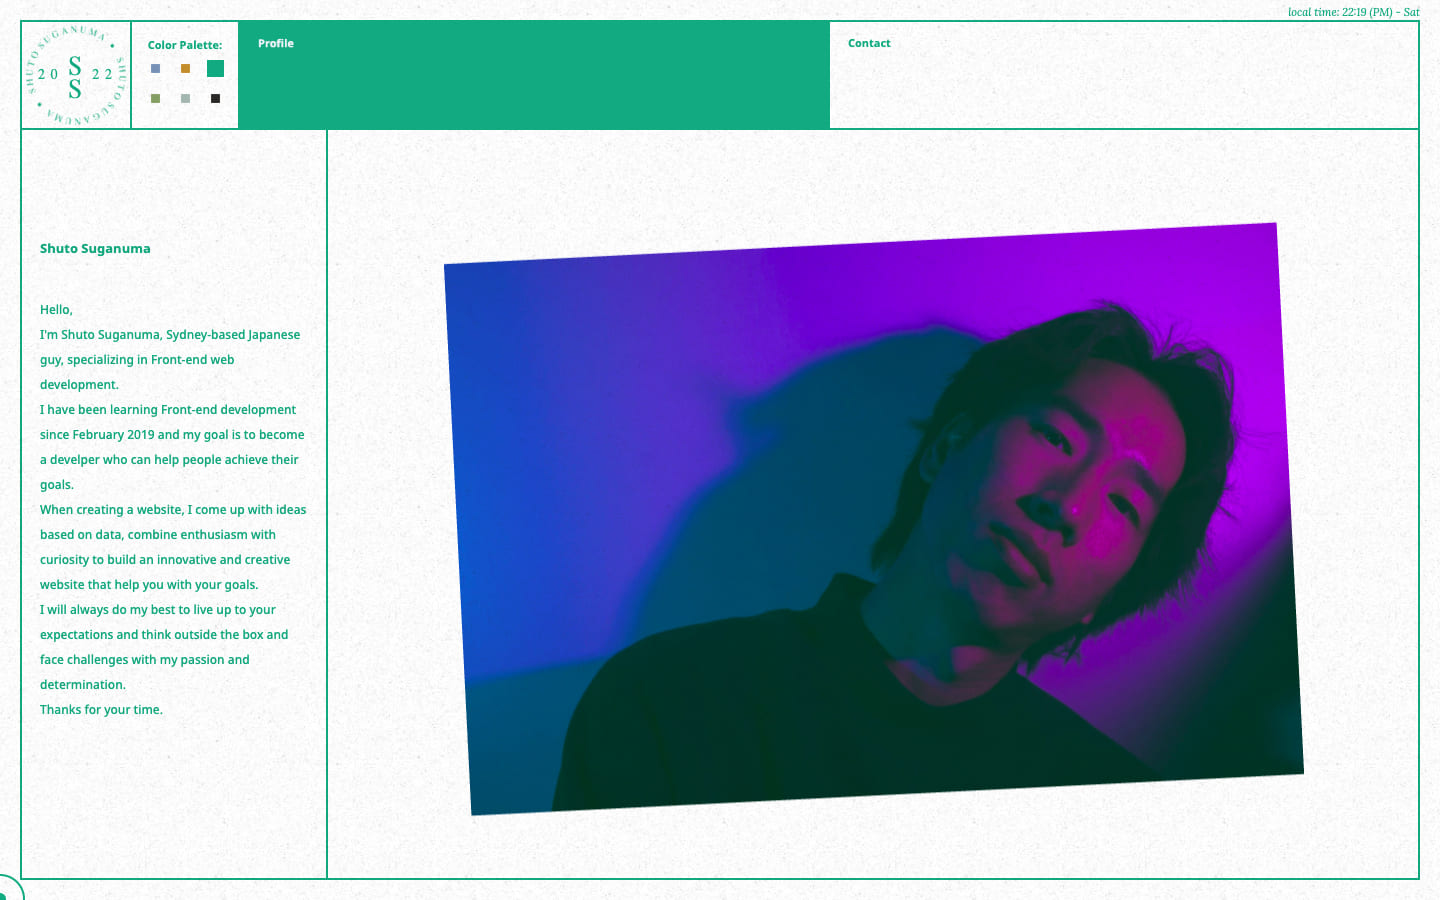 local time: 22:19 (PM) - Sat
SHUTO SUGANUMA • SHUTO SUGANUMA •
20 SS 22
Color Palette:
Profile
Contact
Shuto Suganuma
Hello,
I'm Shuto Suganuma, Sydney-based Japanese
guy, specializing in Front-end web
development.
I have been learning Front-end development
since February 2019 and my goal is to become
a develper who can help people achieve their
goals.
When creating a website, I come up with ideas
based on data, combine enthusiasm with
curiosity to build an innovative and creative
website that help you with your goals.
I will always do my best to live up to your
expectations and think outside the box and
face challenges with my passion and
determination.
Thanks for your time.